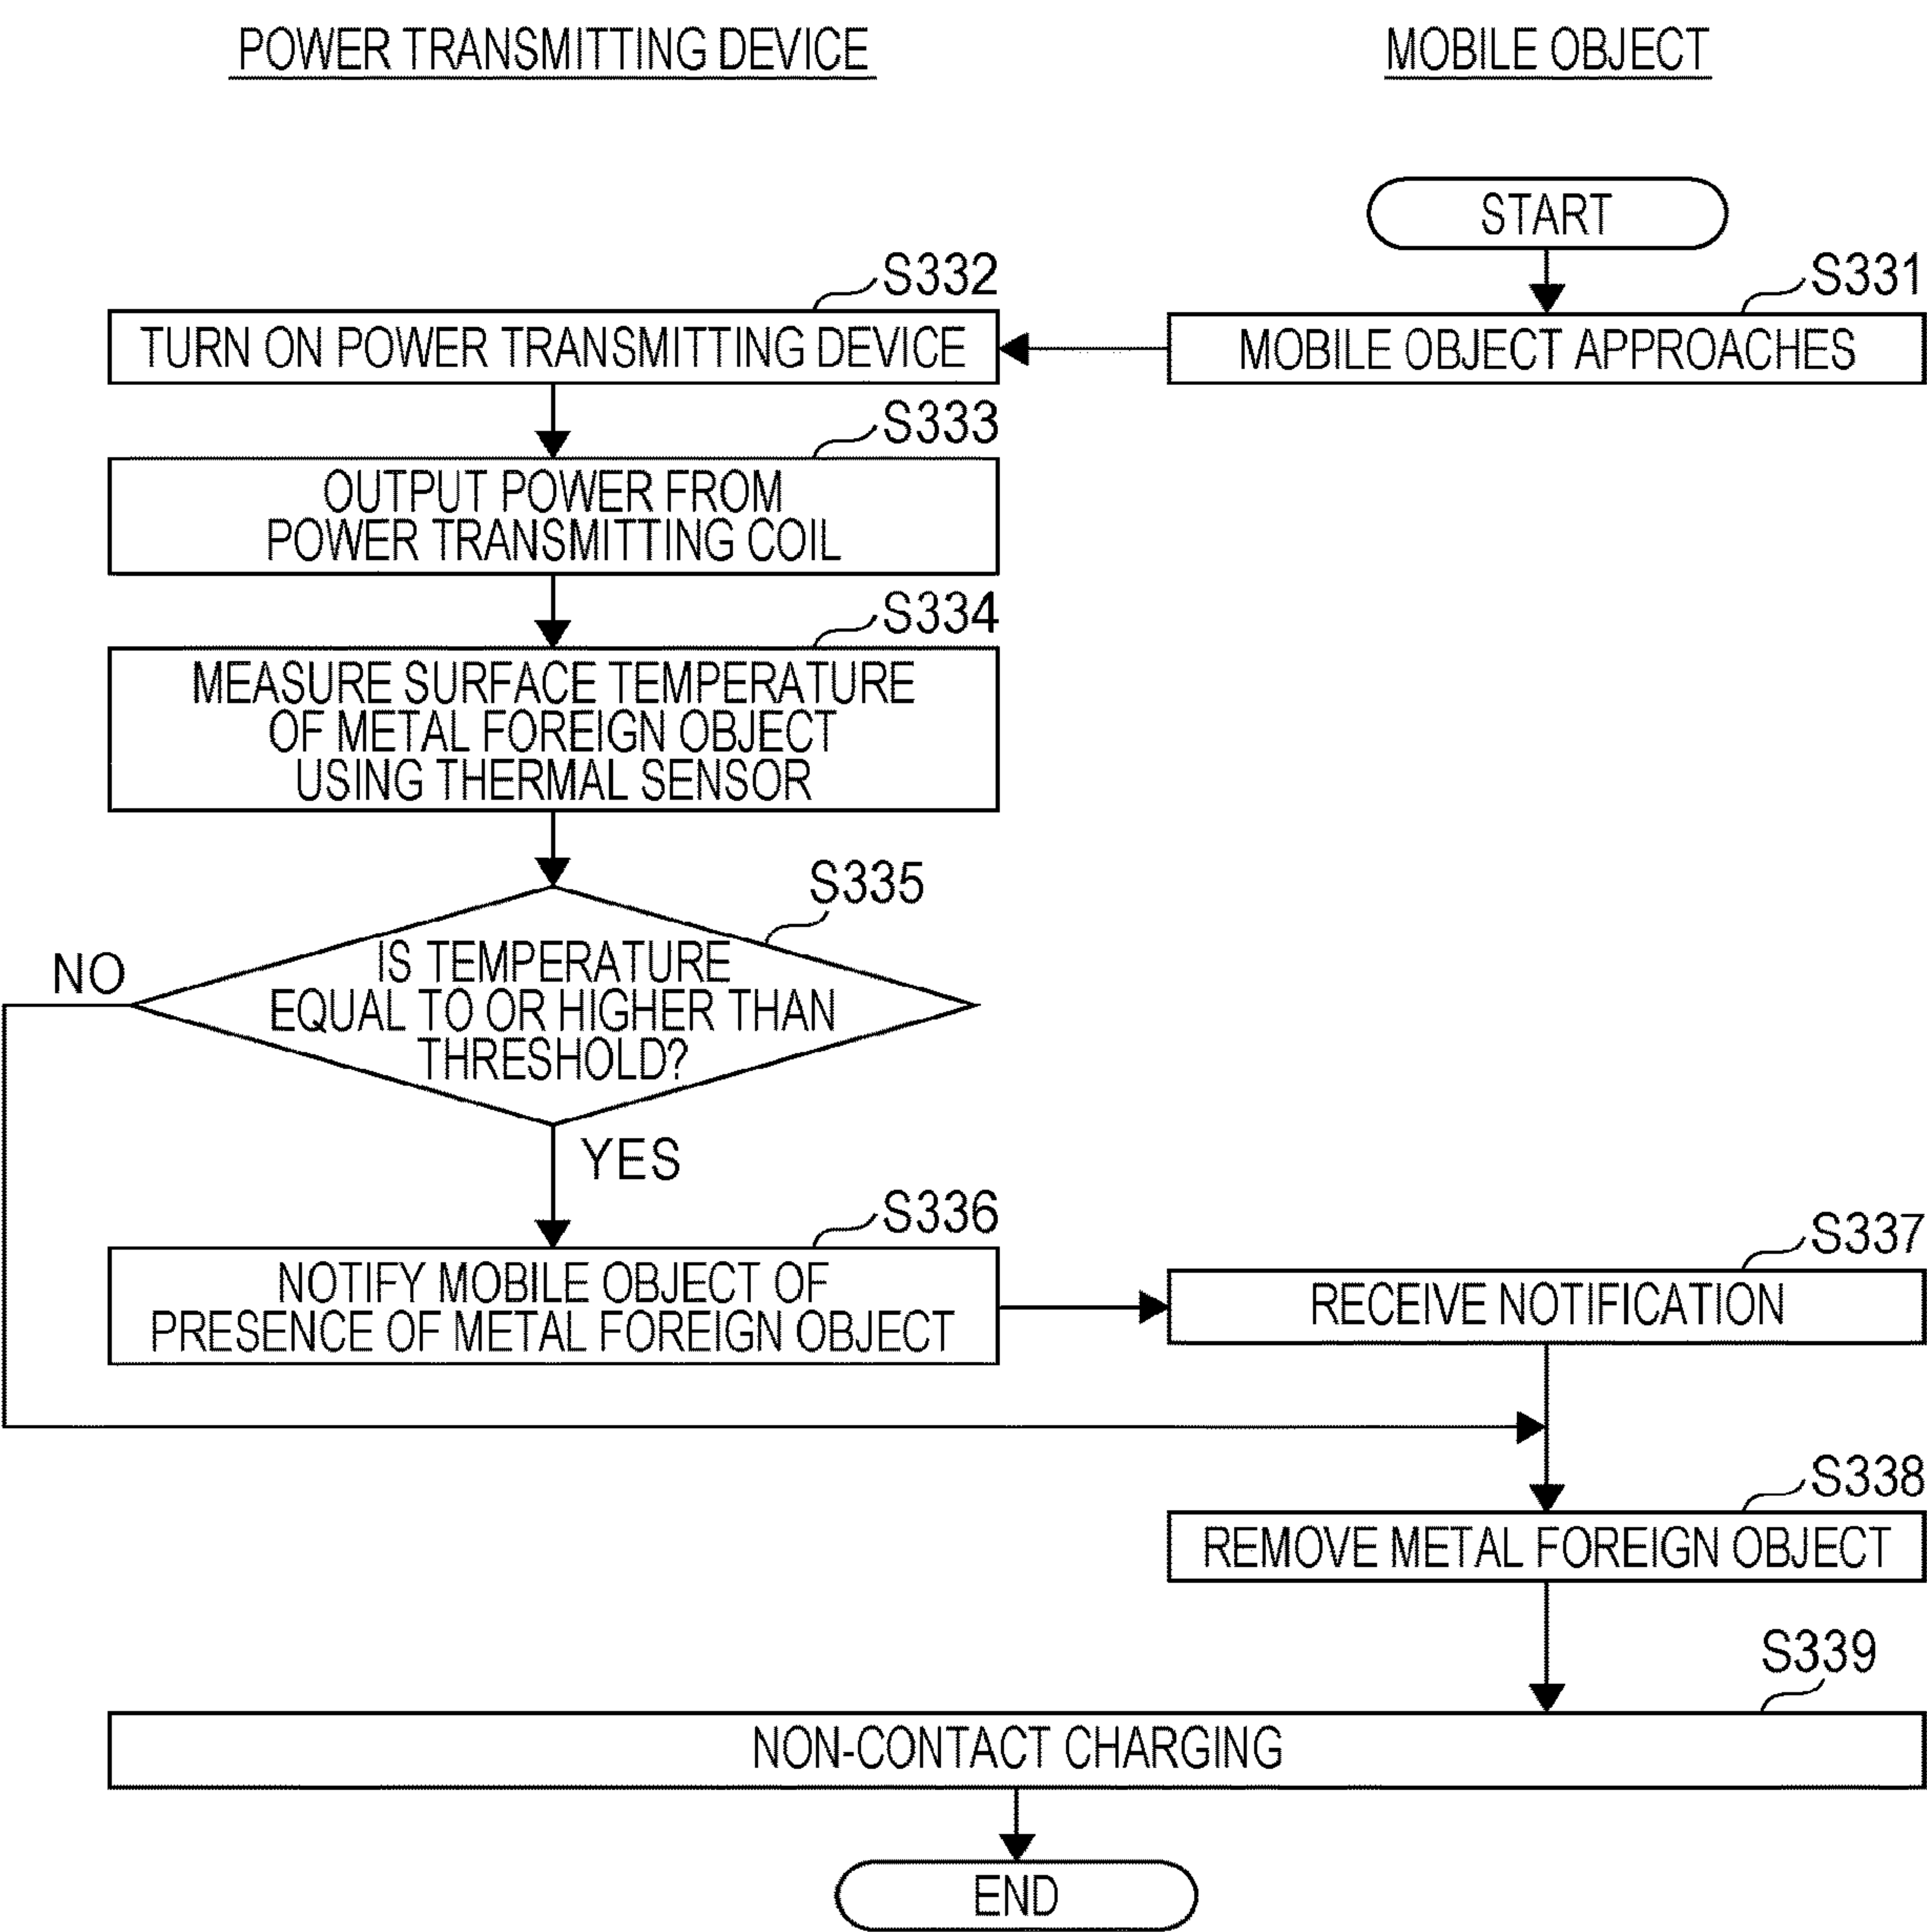 POWER TRANSMITTING DEVICE
MOBILE OBJECT
START
S331
MOBILE OBJECT APPROACHES
S332
TURN ON POWER TRANSMITTING DEVICE
S333
OUTPUT POWER FROM
POWER TRANSMITTING COIL
S334
MEASURE SURFACE TEMPERATURE
OF METAL FOREIGN OBJECT
USING THERMAL SENSOR
S335
IS TEMPERATURE
EQUAL TO OR HIGHER THAN
THRESHOLD?
NO
YES
S336
NOTIFY MOBILE OBJECT OF
PRESENCE OF METAL FOREIGN OBJECT
S337
RECEIVE NOTIFICATION
S338
REMOVE METAL FOREIGN OBJECT
S339
NON-CONTACT CHARGING
END